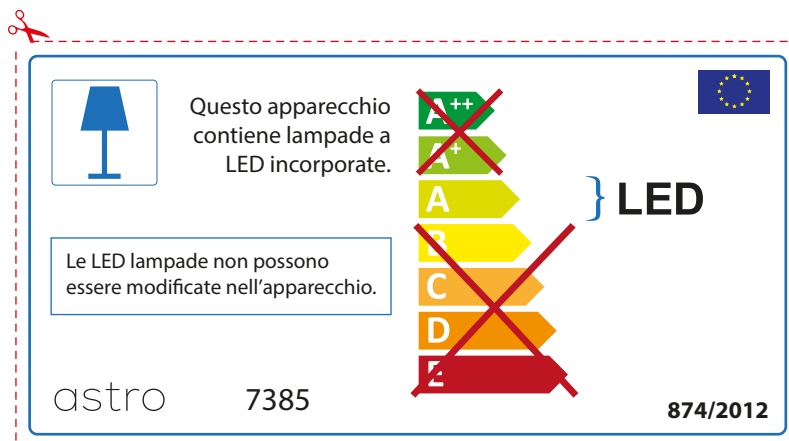 Questo apparecchio
contiene lampade a
LED incorporate.
Le LED lampade non possono
essere modificate nell'apparecchio.
astro
7385
A++
A+
A
B
C
D
E
LED
874/2012